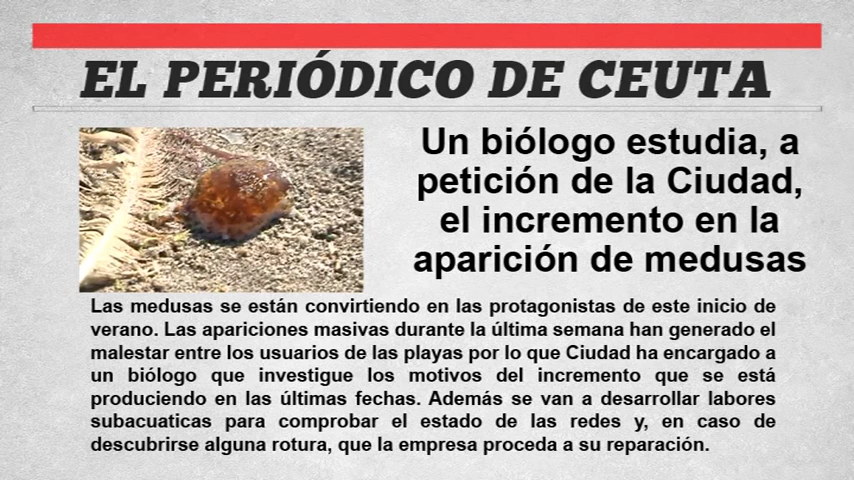 EL PERIÓDICO DE CEUTA
Un biólogo estudia, a
petición de la Ciudad,
el incremento en la
aparición de medusas
Las medusas se están convirtiendo en las protagonistas de este inicio de
verano. Las apariciones masivas durante la última semana han generado el
malestar entre los usuarios de las playas por lo que Ciudad ha encargado a
un biólogo que investigue los motivos del incremento que se está
produciendo en las últimas fechas. Además se van a desarrollar labores
subacuaticas para comprobar el estado de las redes y, en caso de
descubrirse alguna rotura, que la empresa proceda a su reparación.